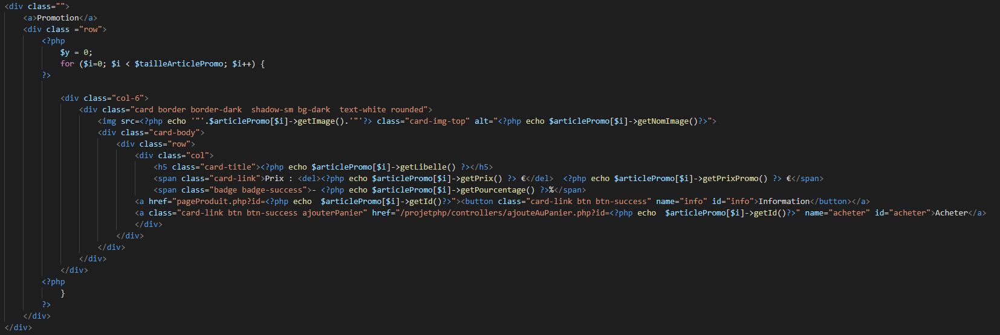 <div class="">
<a>Promotion</a>
<div class ="row">
<?php
$y = 0;
for ($i=0; $i < $tailleArticlePromo; $i++) {
?>
<div class="col-6">
<div class="card border border-dark  shadow-sm bg-dark  text-white rounded">
<img src=<?php echo '"'.$articlePromo[$i]->getImage().'"'?> class="card-img-top" alt="<?php echo $articlePromo[$i]->getNomImage()?>">
<div class="card-body">
<div class="row">
<div class="col">
<h5 class="card-title"><?php echo $articlePromo[$i]->getLibelle() ?></h5>
<span class="card-link">Prix : <del><?php echo $articlePromo[$i]->getPrix() ?> €</del>  <?php echo $articlePromo[$i]->getPrixPromo() ?> €</span>
<span class="badge badge-success">- <?php echo $articlePromo[$i]->getPourcentage() ?>%</span>
<a href="pageProduit.php?id=<?php echo  $articlePromo[$i]->getId()?>"><button class="card-link btn btn-success" name="info" id="info">Information</button></a>
<a class="card-link btn btn-success ajouterPanier" href="/projetphp/controllers/ajouteAuPanier.php?id=<?php echo  $articlePromo[$i]->getId()?>" name="acheter" id="acheter">Acheter</a>
</div>
</div>
</div>
</div>
</div>
<?php
}
?>
</div>
</div>